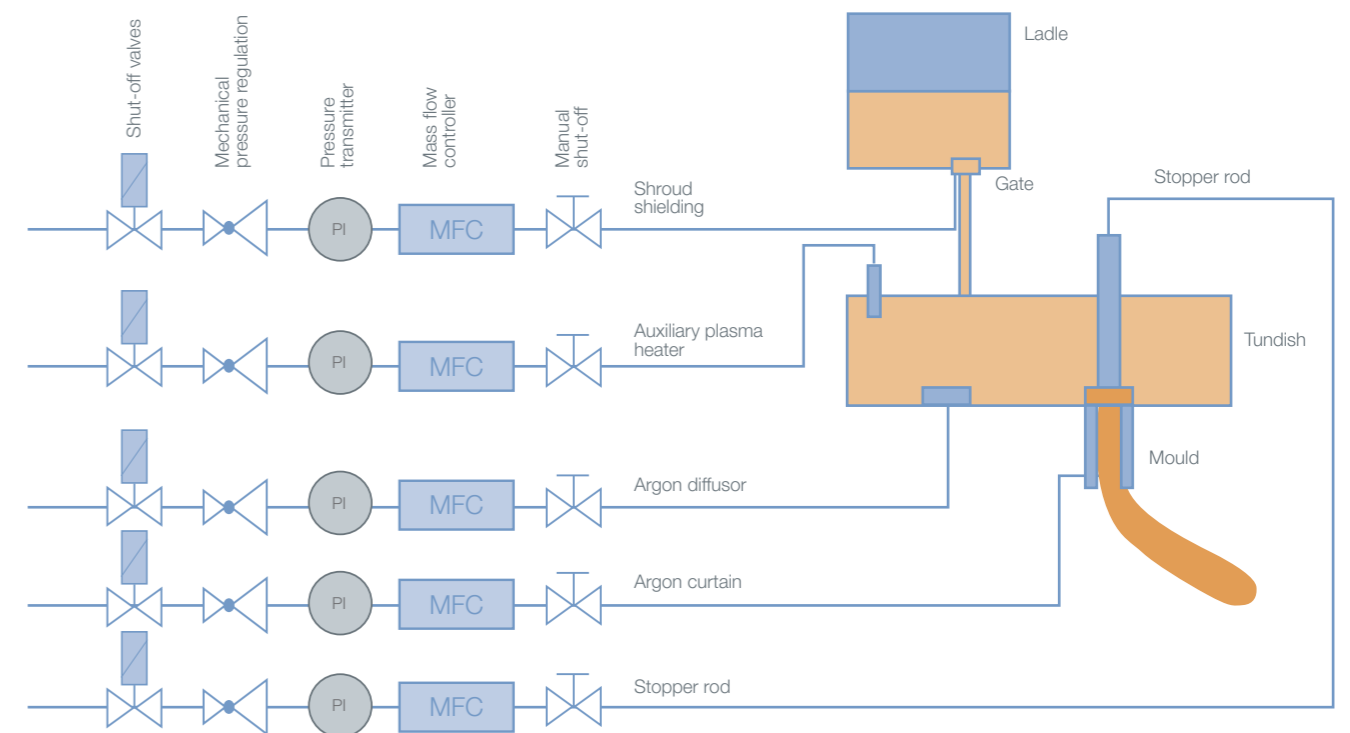 Shut-off valves
Mechanical
pressure regulation
Pressure
transmitter
Mass flow
controller
Manual
shut-off
Ladle
Gate
Stopper rod
Shroud
shielding
PI
MFC
Auxiliary plasma
heater
PI
MFC
Tundish
Mould
Argon diffusor
PI
MFC
Argon curtain
PI
MFC
Stopper rod
PI
MFC